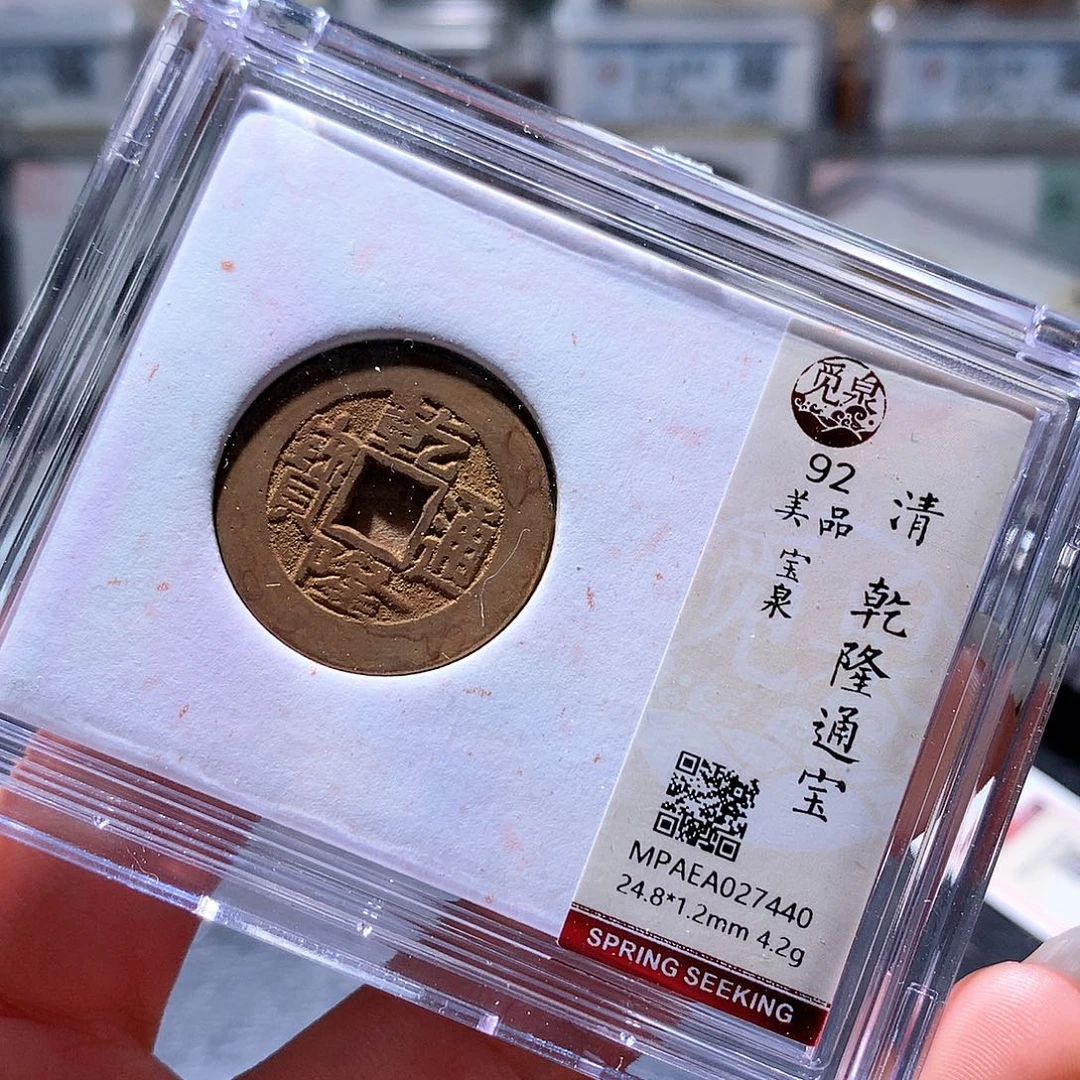 乾隆通寶
覓泉
92
美品
宝泉
清
乾隆通宝
MPAEA027440
24.8*1.2mm 4.2g
SPRING SEEKING